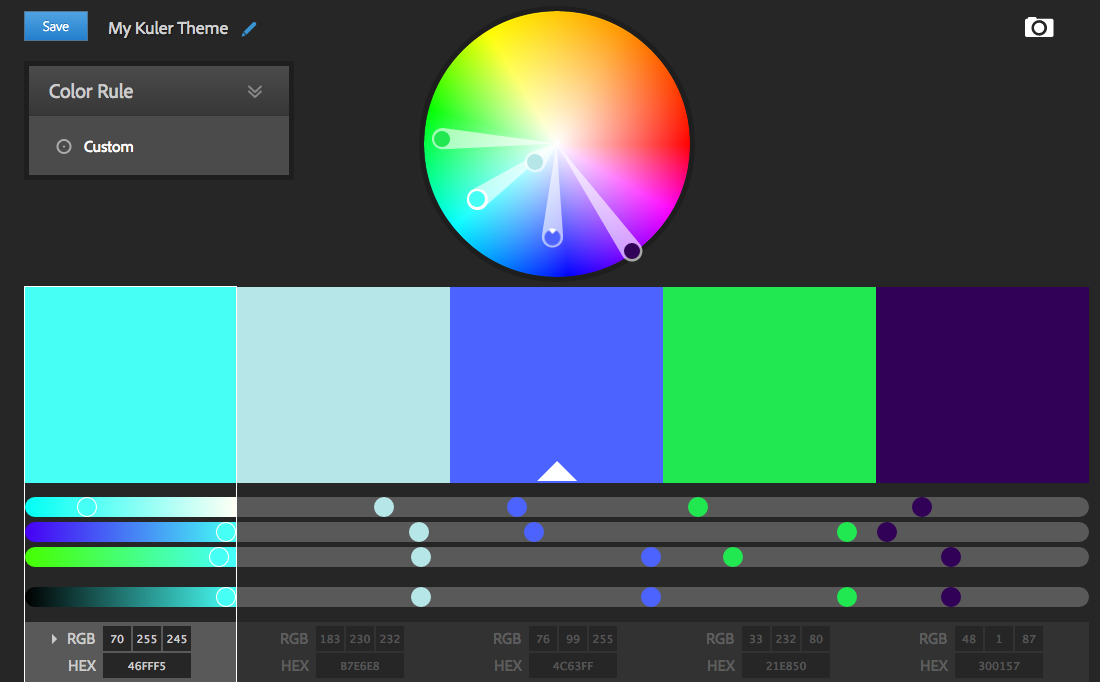 Save
My Kuler Theme
Color Rule
Custom
RGB 70 255 245
HEX 46FFF5
RGB 183 230 232
HEX B7E6E8
RGB 76 99 255
HEX 4C63FF
RGB 33 232 80
HEX 21E850
RGB 48 1 87
HEX 300157